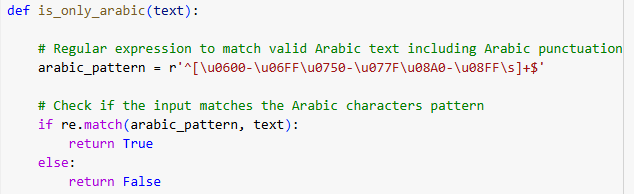 def is_only_arabic(text):
# Regular expression to match valid Arabic text including Arabic punctuation
arabic_pattern = r'^[\u0600-\u06FF\u0750-\u077F\u08A0-\u08FF\s]+$'
# Check if the input matches the Arabic characters pattern
if re.match(arabic_pattern, text):
return True
else:
return False